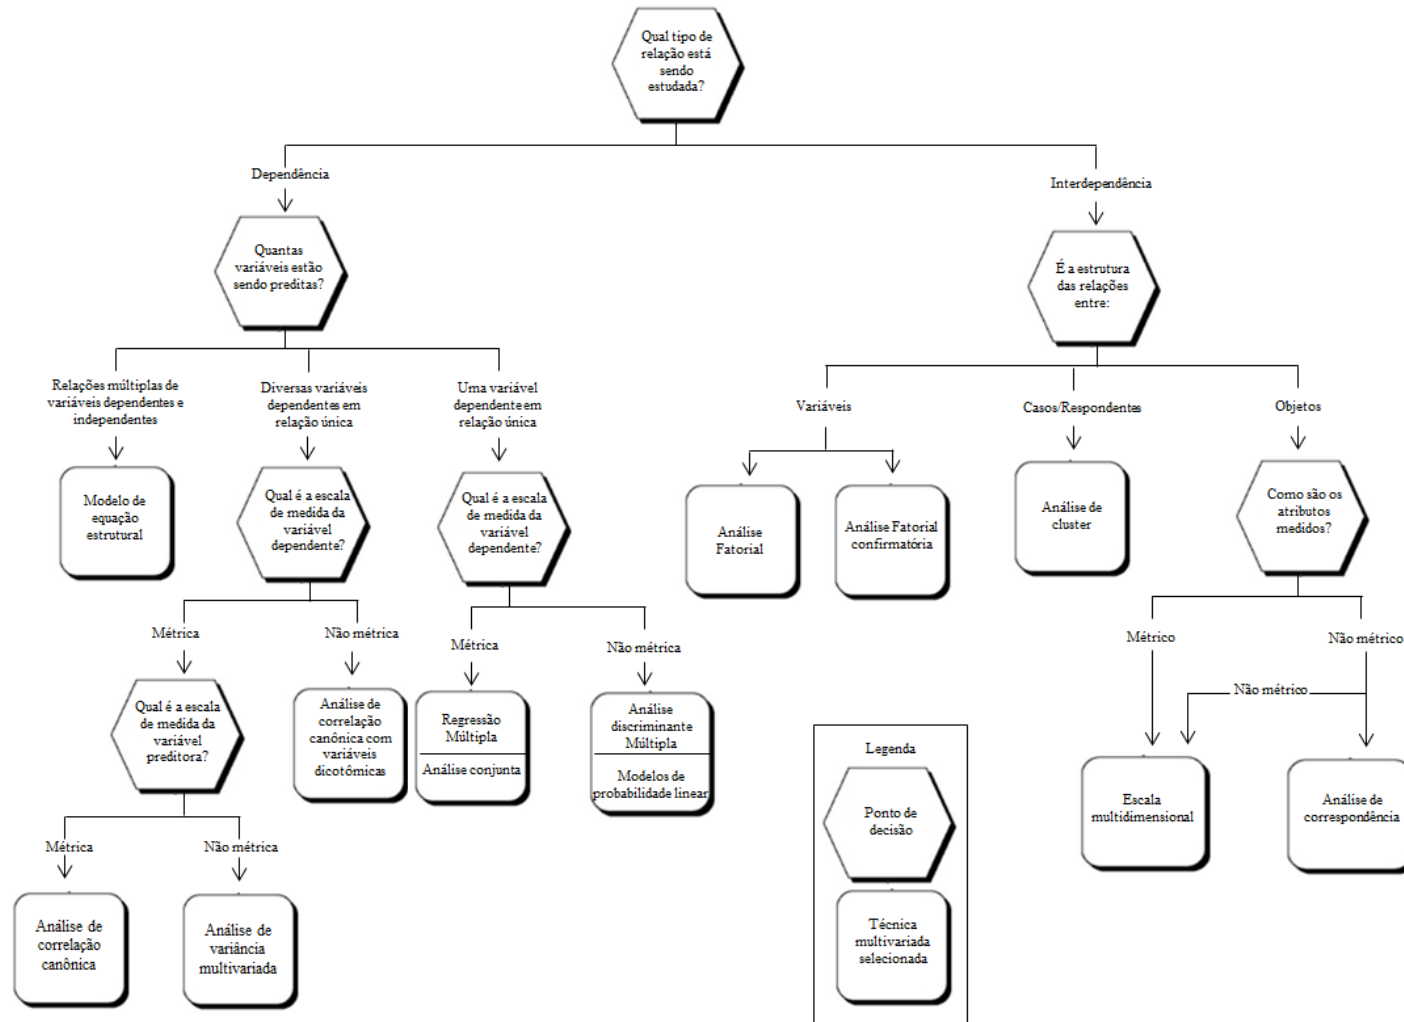 Qual tipo de
relação está
sendo
estudada?
Dependência
Interdependência
Quantas
variáveis estão
sendo preditas?
É a estrutura
das relações
entre:
Relações múltiplas de
variáveis dependentes e
independentes
Diversas variáveis
dependentes em
relação única
Uma variável
dependente em
relação única
Variáveis
Casos/Respondentes
Objetos
Modelo de
equação
estrutural
Qual é a escala
de medida da
variável
dependente?
Qual é a escala
de medida da
variável
dependente?
Análise
Fatorial
Análise Fatorial
confirmatória
Análise de
cluster
Como são os
atributos
medidos?
Métrica
Não métrica
Métrica
Não métrica
Métrico
Não métrico
Não métrico
Qual é a escala
de medida da
variável
preditora?
Análise de
correlação
canônica com
variáveis
dicotômicas
Regressão
Múltipla
Análise conjunta
Análise
discriminante
Múltipla
Modelos de
probabilidade linear
Legenda
Ponto de
decisão
Técnica
multivariada
selecionada
Escala
multidimensional
Análise de
correspondência
Métrica
Não métrica
Análise de
correlação
canônica
Análise de
variância
multivariada